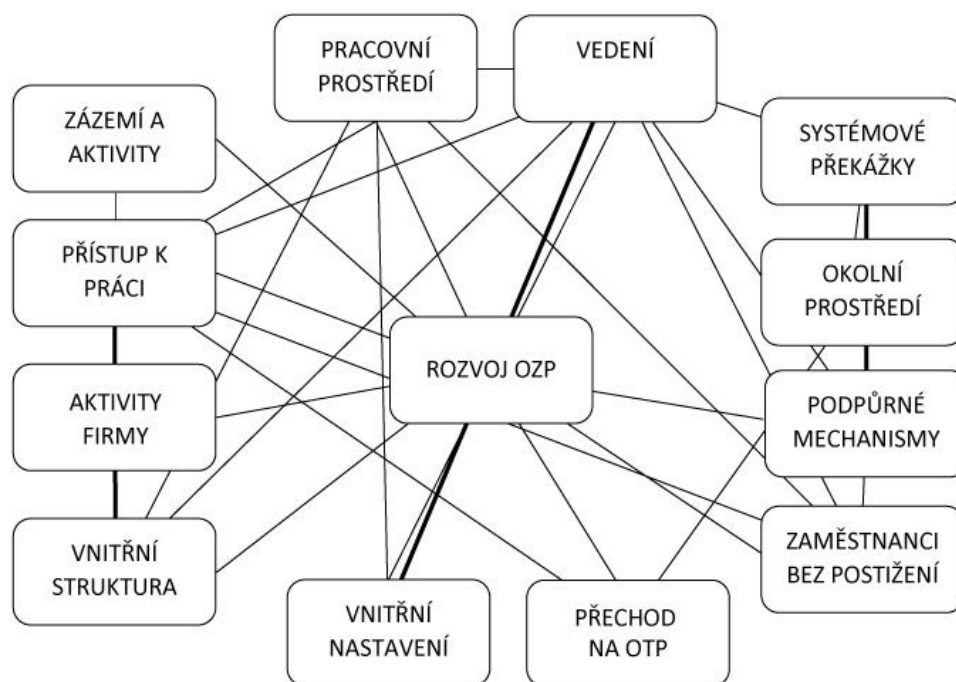 PRACOVNÍ
PROSTŘEDÍ
VEDENÍ
ZÁZEMÍ A
AKTIVITY
SYSTÉMOVÉ
PŘEKÁŽKY
PŘÍSTUP K
PRÁCI
OKOLNÍ
PROSTŘEDÍ
ROZVOJ OZP
AKTIVITY
FIRMY
PODPŮRNÉ
MECHANISMY
VNITŘNÍ
STRUKTURA
ZAMĚSTNANCI
BEZ POSTIŽENÍ
VNITŘNÍ
NASTAVENÍ
PŘECHOD
NA OTP